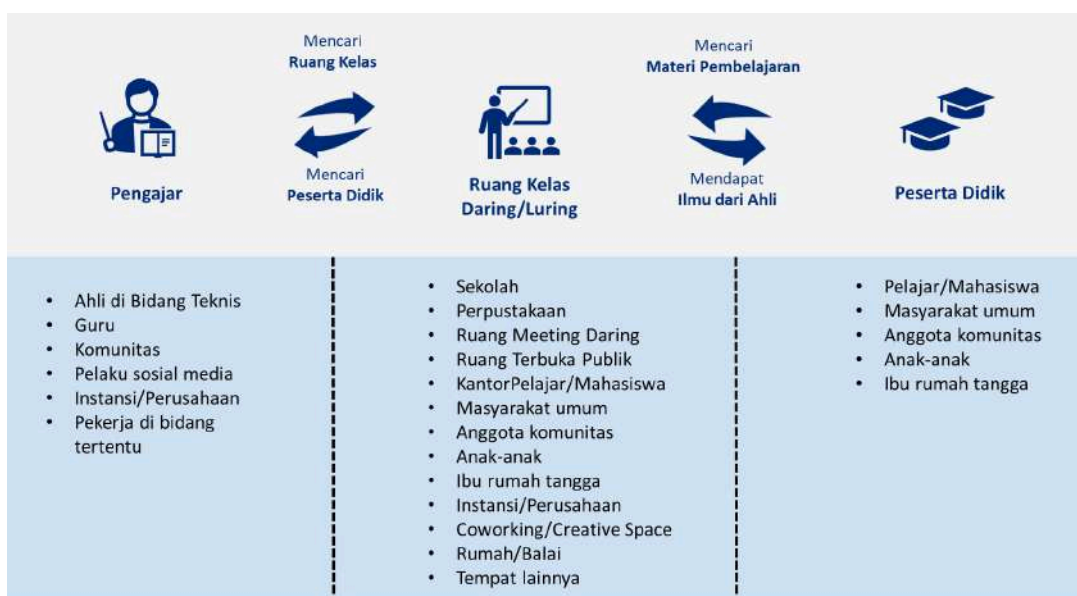 Mencari
Ruang Kelas
Mencari
Materi Pembelajaran
Pengajar
Mencari
Peserta Didik
Ruang Kelas
Daring/Luring
Mendapat
Ilmu dari Ahli
Peserta Didik
• Ahli di Bidang Teknis
• Guru
• Komunitas
• Pelaku sosial media
• Instansi/Perusahaan
• Pekerja di bidang
tertentu
• Sekolah
• Perpustakaan
• Ruang Meeting Daring
• Ruang Terbuka Publik
• KantorPelajar/Mahasiswa
• Masyarakat umum
• Anggota komunitas
• Anak-anak
• Ibu rumah tangga
• Instansi/Perusahaan
• Coworking/Creative Space
• Rumah/Balai
• Tempat lainnya
• Pelajar/Mahasiswa
• Masyarakat umum
• Anggota komunitas
• Anak-anak
• Ibu rumah tangga